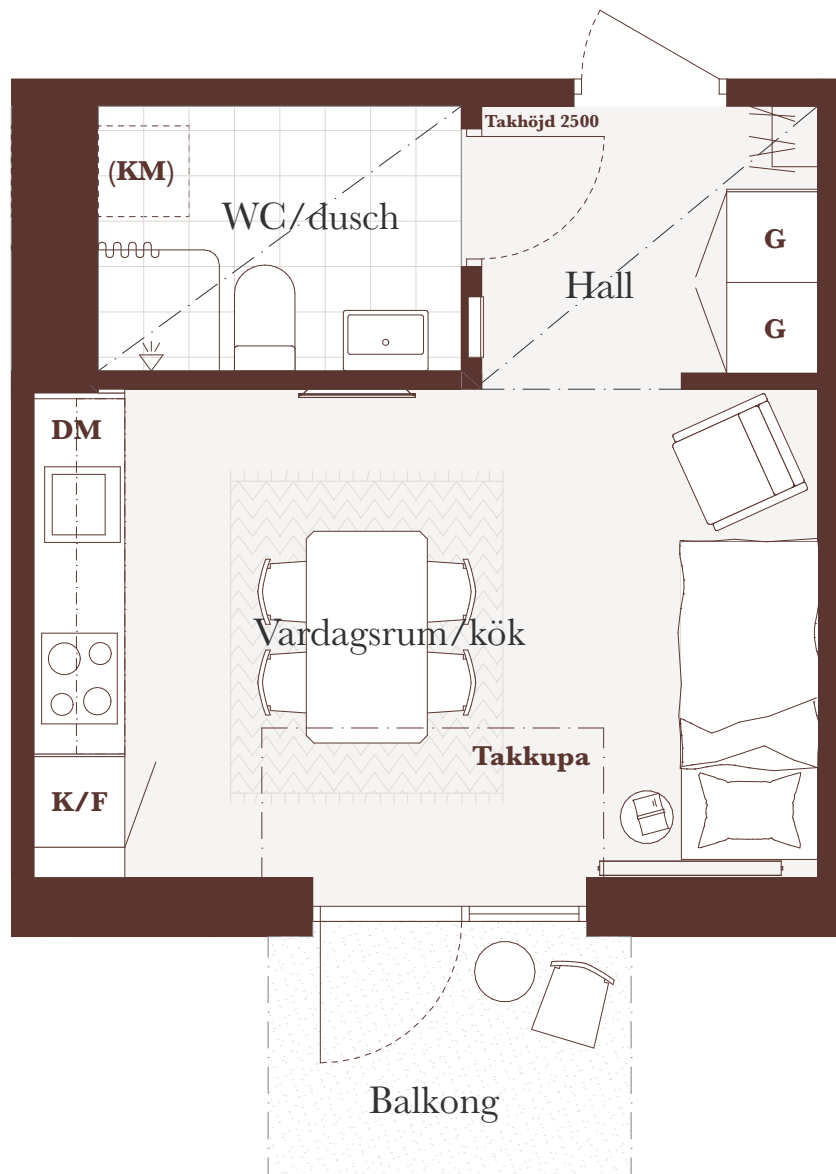 Takhöjd 2500
(KM)
WC/dusch
G
Hall
G
DM
Vardagsrum/kök
Takkupa
K/F
Balkong